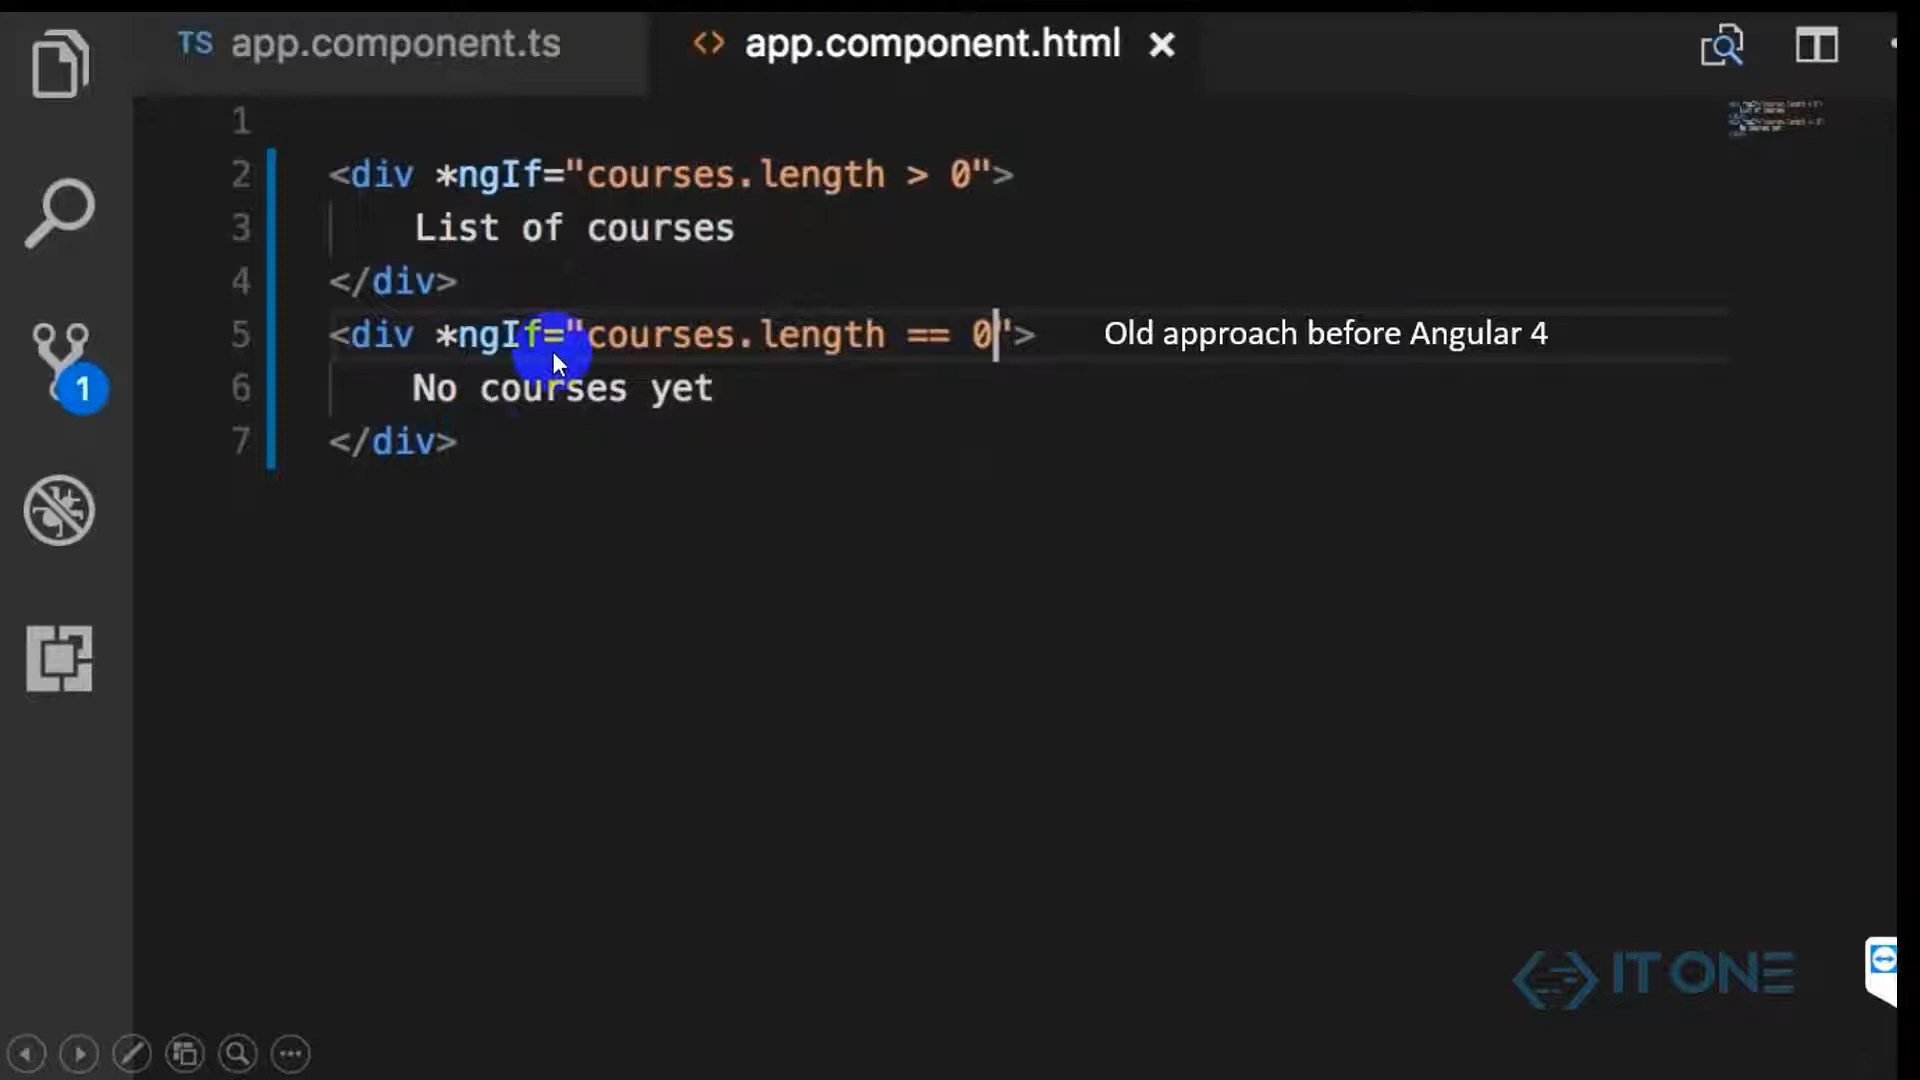 TS app.component.ts <> app.component.html
1
2 <div *ngIf="courses.length > 0">
3 List of courses
4 </div>
5 <div *ngIf="courses.length == 0"> Old approach before Angular 4
6 No courses yet
7 </div>
1
IT ONE